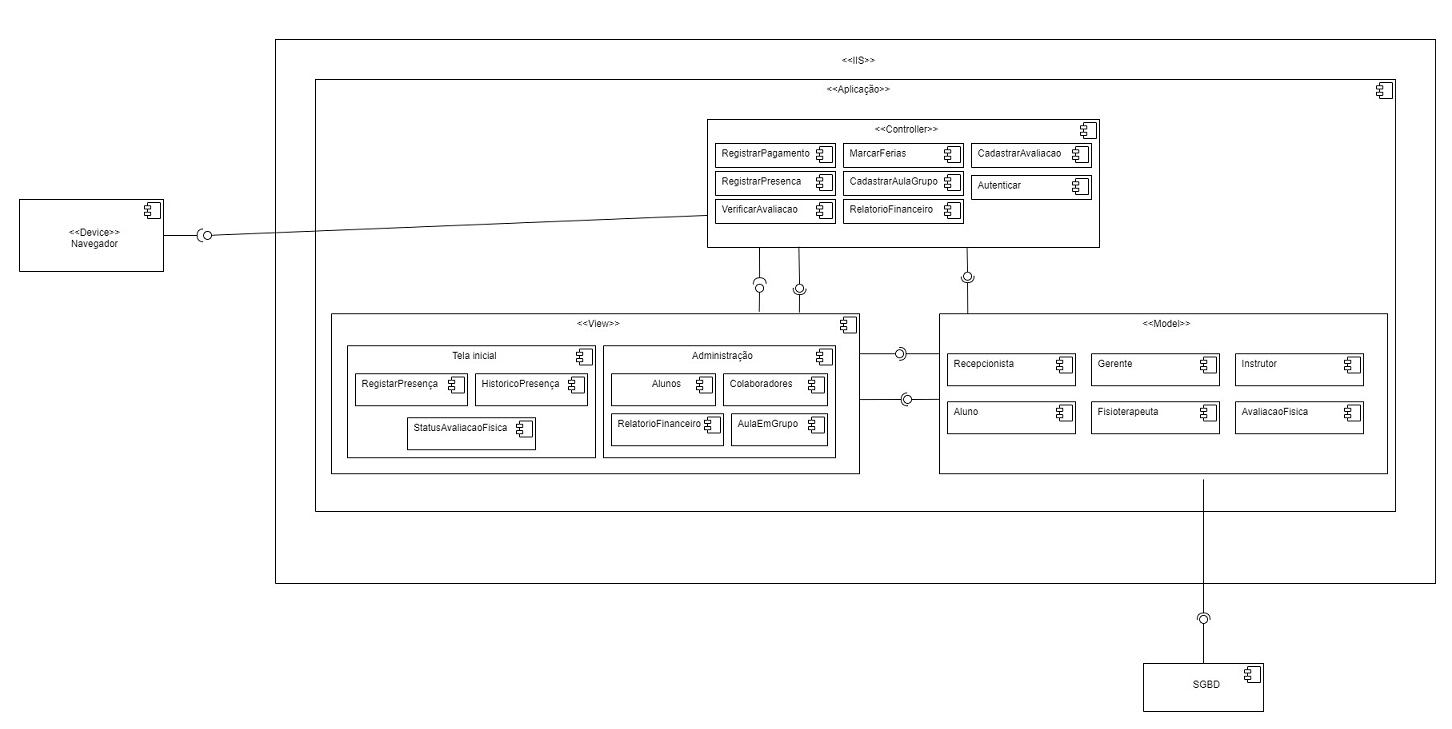 <<IIS>>
<<Aplicação>>
<<Controller>>
RegistrarPagamento
MarcarFerias
CadastrarAvaliacao
RegistrarPresenca
CadastrarAulaGrupo
Autenticar
VerificarAvaliacao
RelatorioFinanceiro
<<Device>>
Navegador
<<View>>
Tela inicial
RegistarPresença
HistoricoPresença
StatusAvaliacaoFisica
Administração
Alunos
Colaboradores
RelatorioFinanceiro
AulaEmGrupo
<<Model>>
Recepcionista
Gerente
Instrutor
Aluno
Fisioterapeuta
AvaliacaoFisica
SGBD